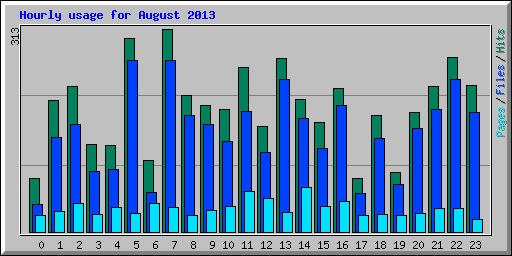 Hourly usage for August 2013
313
Pages/Files/Hits
0 1 2 3 4 5 6 7 8 9 10 11 12 13 14 15 16 17 18 19 20 21 22 23